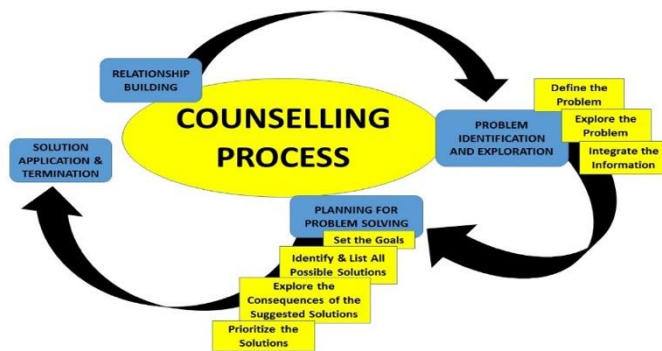 RELATIONSHIP
BUILDING
COUNSELLING
PROCESS
PROBLEM
IDENTIFICATION
AND EXPLORATION
Define the
Problem
Explore the
Problem
Integrate the
Information
PLANNING FOR
PROBLEM SOLVING
Set the Goals
Identify & List All
Possible Solutions
Explore the
Consequences of the
Suggested Solutions
Prioritize the
Solutions
SOLUTION
APPLICATION &
TERMINATION